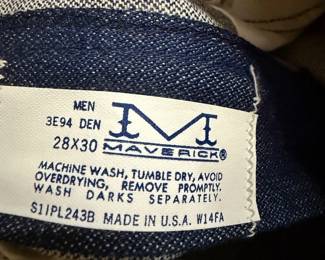 MEN
3E94 DEN
28X30
M
MAVERICK®
MACHINE WASH, TUMBLE DRY, AVOID
OVERDRYING, REMOVE PROMPTLY.
WASH DARKS SEPARATELY.
S1IPL243B MADE IN U.S.A. W14FA